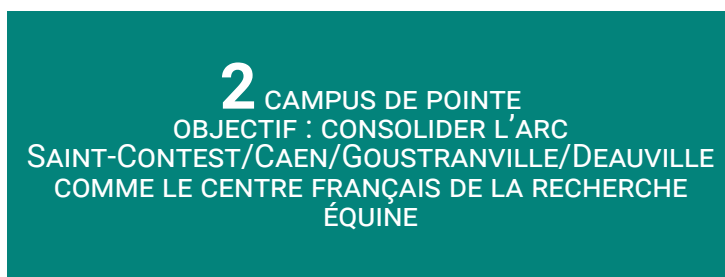 2 CAMPUS DE POINTE
OBJECTIF : CONSOLIDER L'ARC
SAINT-CONTEST/CAEN/GOUSTRANVILLE/DEAUVILLE
COMME LE CENTRE FRANÇAIS DE LA RECHERCHE
ÉQUINE